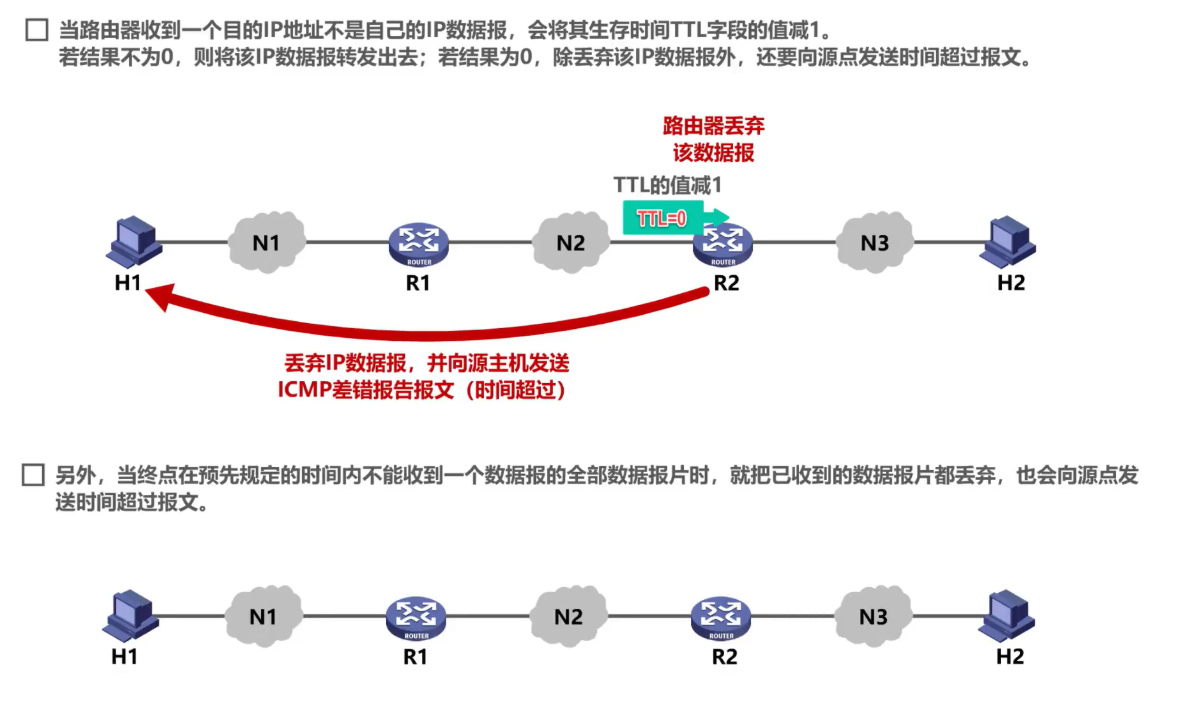 当路由器收到一个目的IP地址不是自己的IP数据报，会将其生存时间TTL字段的值减1。
若结果不为0，则将该IP数据报转发出去；若结果为0，除丢弃该IP数据报外，还要向源点发送时间超过报文。
路由器丢弃
该数据报
TTL的值减1
TTL=0
N1
N2
N3
ROUTER
ROUTER
H1
R1
R2
H2
丢弃IP数据报，并向源主机发送
ICMP差错报告报文（时间超过）
另外，当终点在预先规定的时间内不能收到一个数据报的全部数据报片时，就把已收到的数据报片都丢弃，也会向源点发
送时间超过报文。
N1
N2
N3
ROUTER
ROUTER
H1
R1
R2
H2